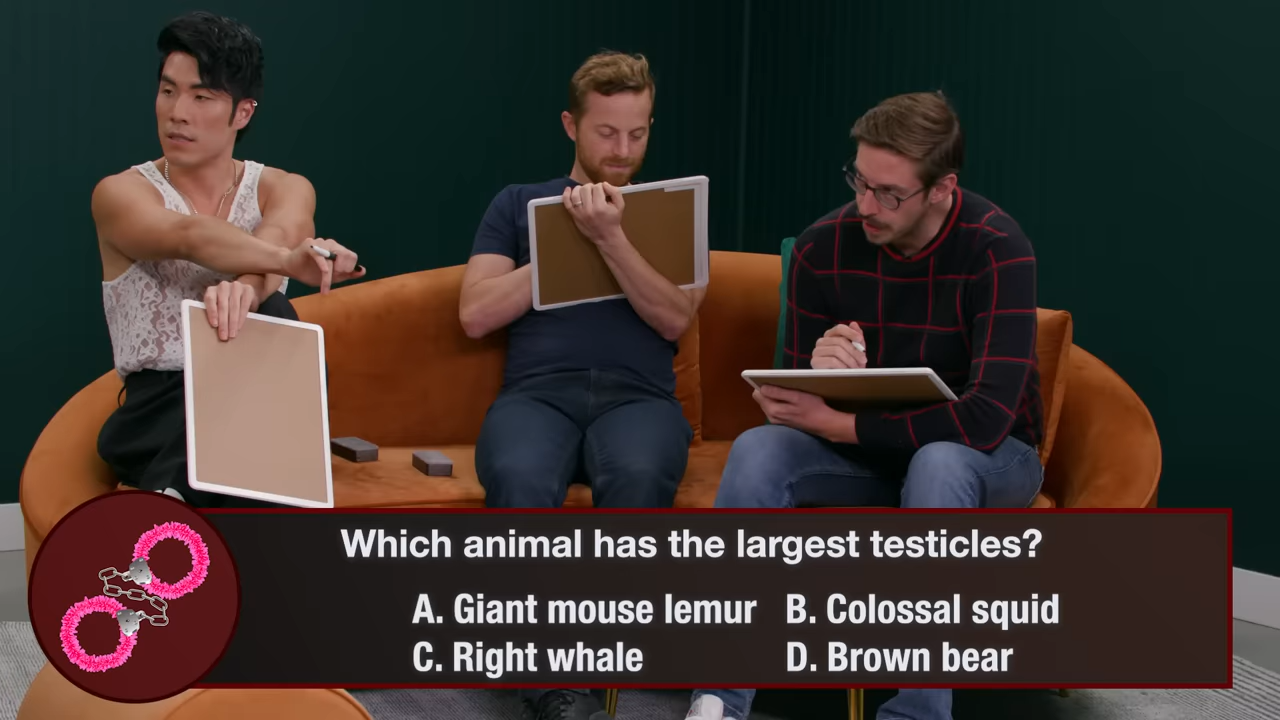 Which animal has the largest testicles?
A. Giant mouse lemur B. Colossal squid
C. Right whale D. Brown bear